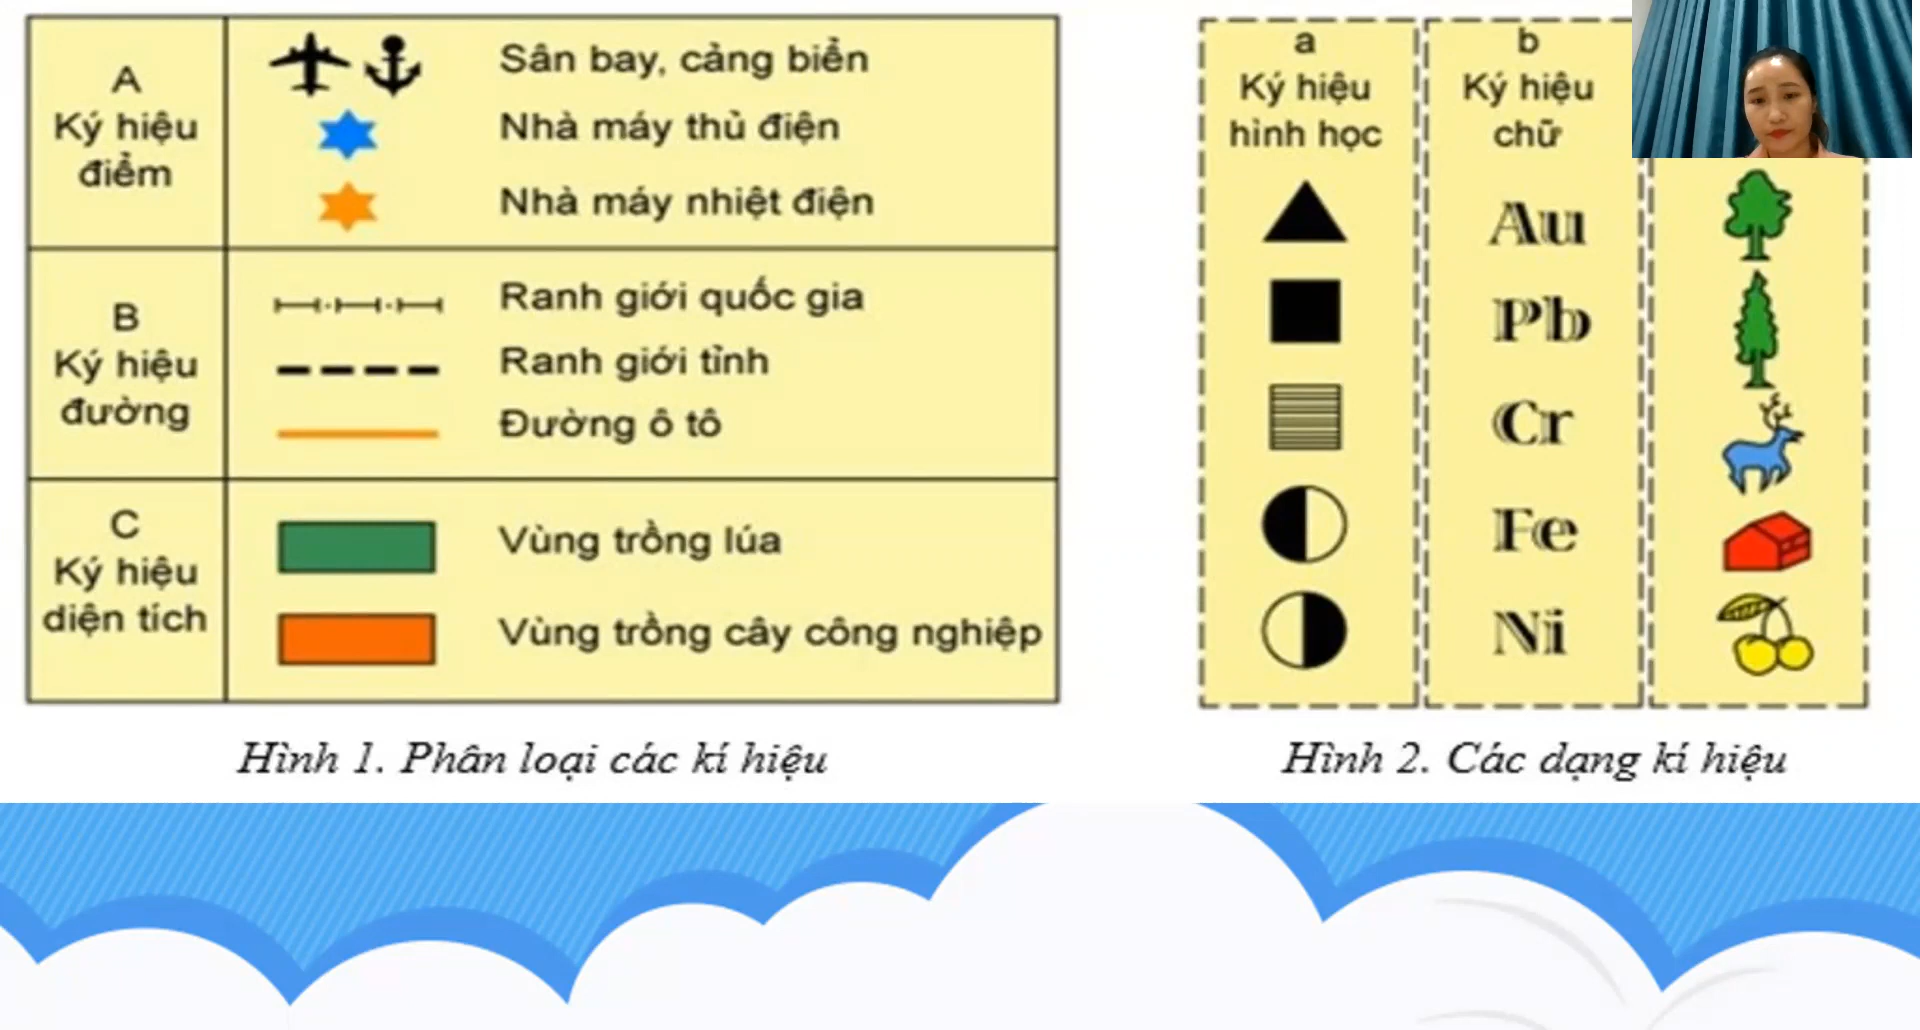 A
Ký hiệu
điểm
Sân bay, cảng biển
Nhà máy thủ điện
Nhà máy nhiệt điện
B
Ký hiệu
đường
Ranh giới quốc gia
Ranh giới tỉnh
Đường ô tô
C
Ký hiệu
diện tích
Vùng trồng lúa
Vùng trồng cây công nghiệp
Hình 1. Phân loại các kí hiệu
a
Ký hiệu
hình học
b
Ký hiệu
chữ
Au
Pb
Cr
Fe
Ni
Hình 2. Các dạng kí hiệu